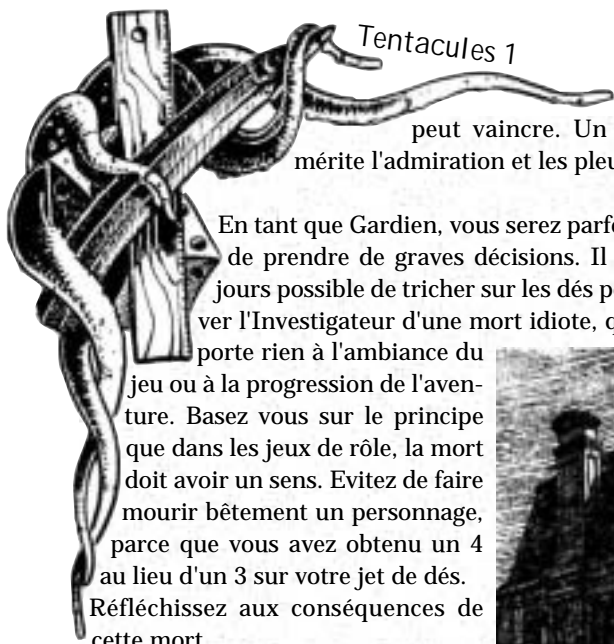 Tentacules 1
peut vaincre. Un
mérite l'admiration et les
En tant que Gardien, vous serez
de prendre de graves décisions. Il
jours possible de tricher sur les dés
ver l'Investigateur d'une mort idiote,
porte rien à l'ambiance du
jeu ou à la progression de l'aven-
ture. Basez vous sur le principe
que dans les jeux de rôle, la mort
doit avoir un sens. Evitez de faire
mourir bêtement un personnage,
parce que vous avez obtenu un 4
au lieu d'un 3 sur votre jet de dés.
Réfléchissez aux conséquences de
cette mort